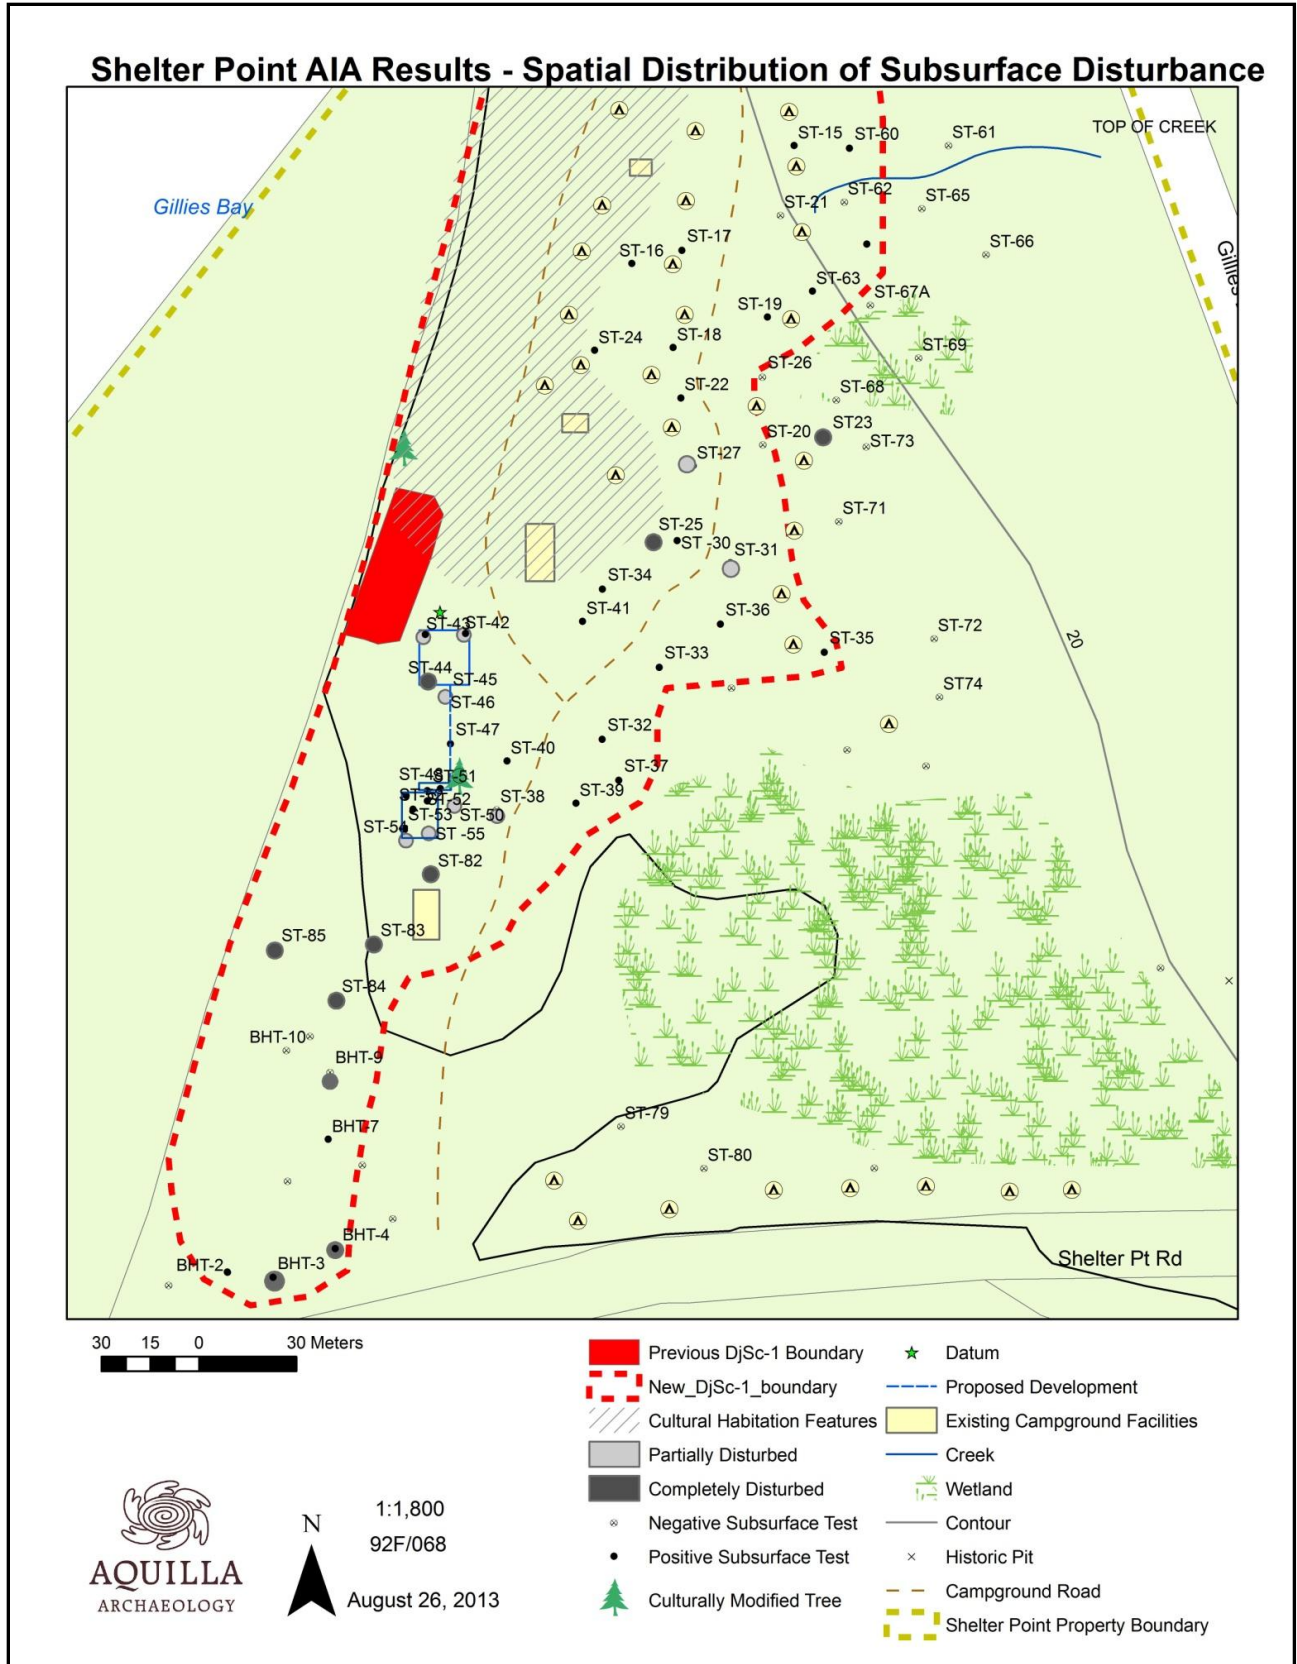 Shelter Point AIA Results - Spatial Distribution of Subsurface Disturbance
TOP OF CREEK
ST-15
ST-60
ST-61
Gillies Bay
ST-62
ST-21
ST-65
ST-17
ST-16
ST-66
Gillies
ST-63
ST-67A
ST-19
ST-24
ST-18
ST-69
ST-26
ST-22
ST-68
ST-20
ST23
ST-73
ST-27
ST-71
ST-25
ST -30
ST-31
ST-34
ST-41
ST-36
ST-43
ST-42
ST-72
ST-35
20
ST-33
ST-44
ST-45
ST-46
ST74
ST-47
ST-32
ST-40
ST-37
ST-51
ST-39
ST-38
ST-52
ST-53
ST-50
ST-54
ST -55
ST-82
ST-83
ST-85
ST-84
BHT-10
BHT-9
ST-79
BHT-7
ST-80
BHT-4
BHT-2
BHT-3
Shelter Pt Rd
30 15 0 30 Meters
Previous DjSc-1 Boundary
New_DjSc-1_boundary
Cultural Habitation Features
Partially Disturbed
Completely Disturbed
Negative Subsurface Test
Positive Subsurface Test
Culturally Modified Tree
Datum
Proposed Development
Existing Campground Facilities
Creek
Wetland
Contour
Historic Pit
Campground Road
Shelter Point Property Boundary
AQUILLA
ARCHAEOLOGY
N
1:1,800
92F/068
August 26, 2013